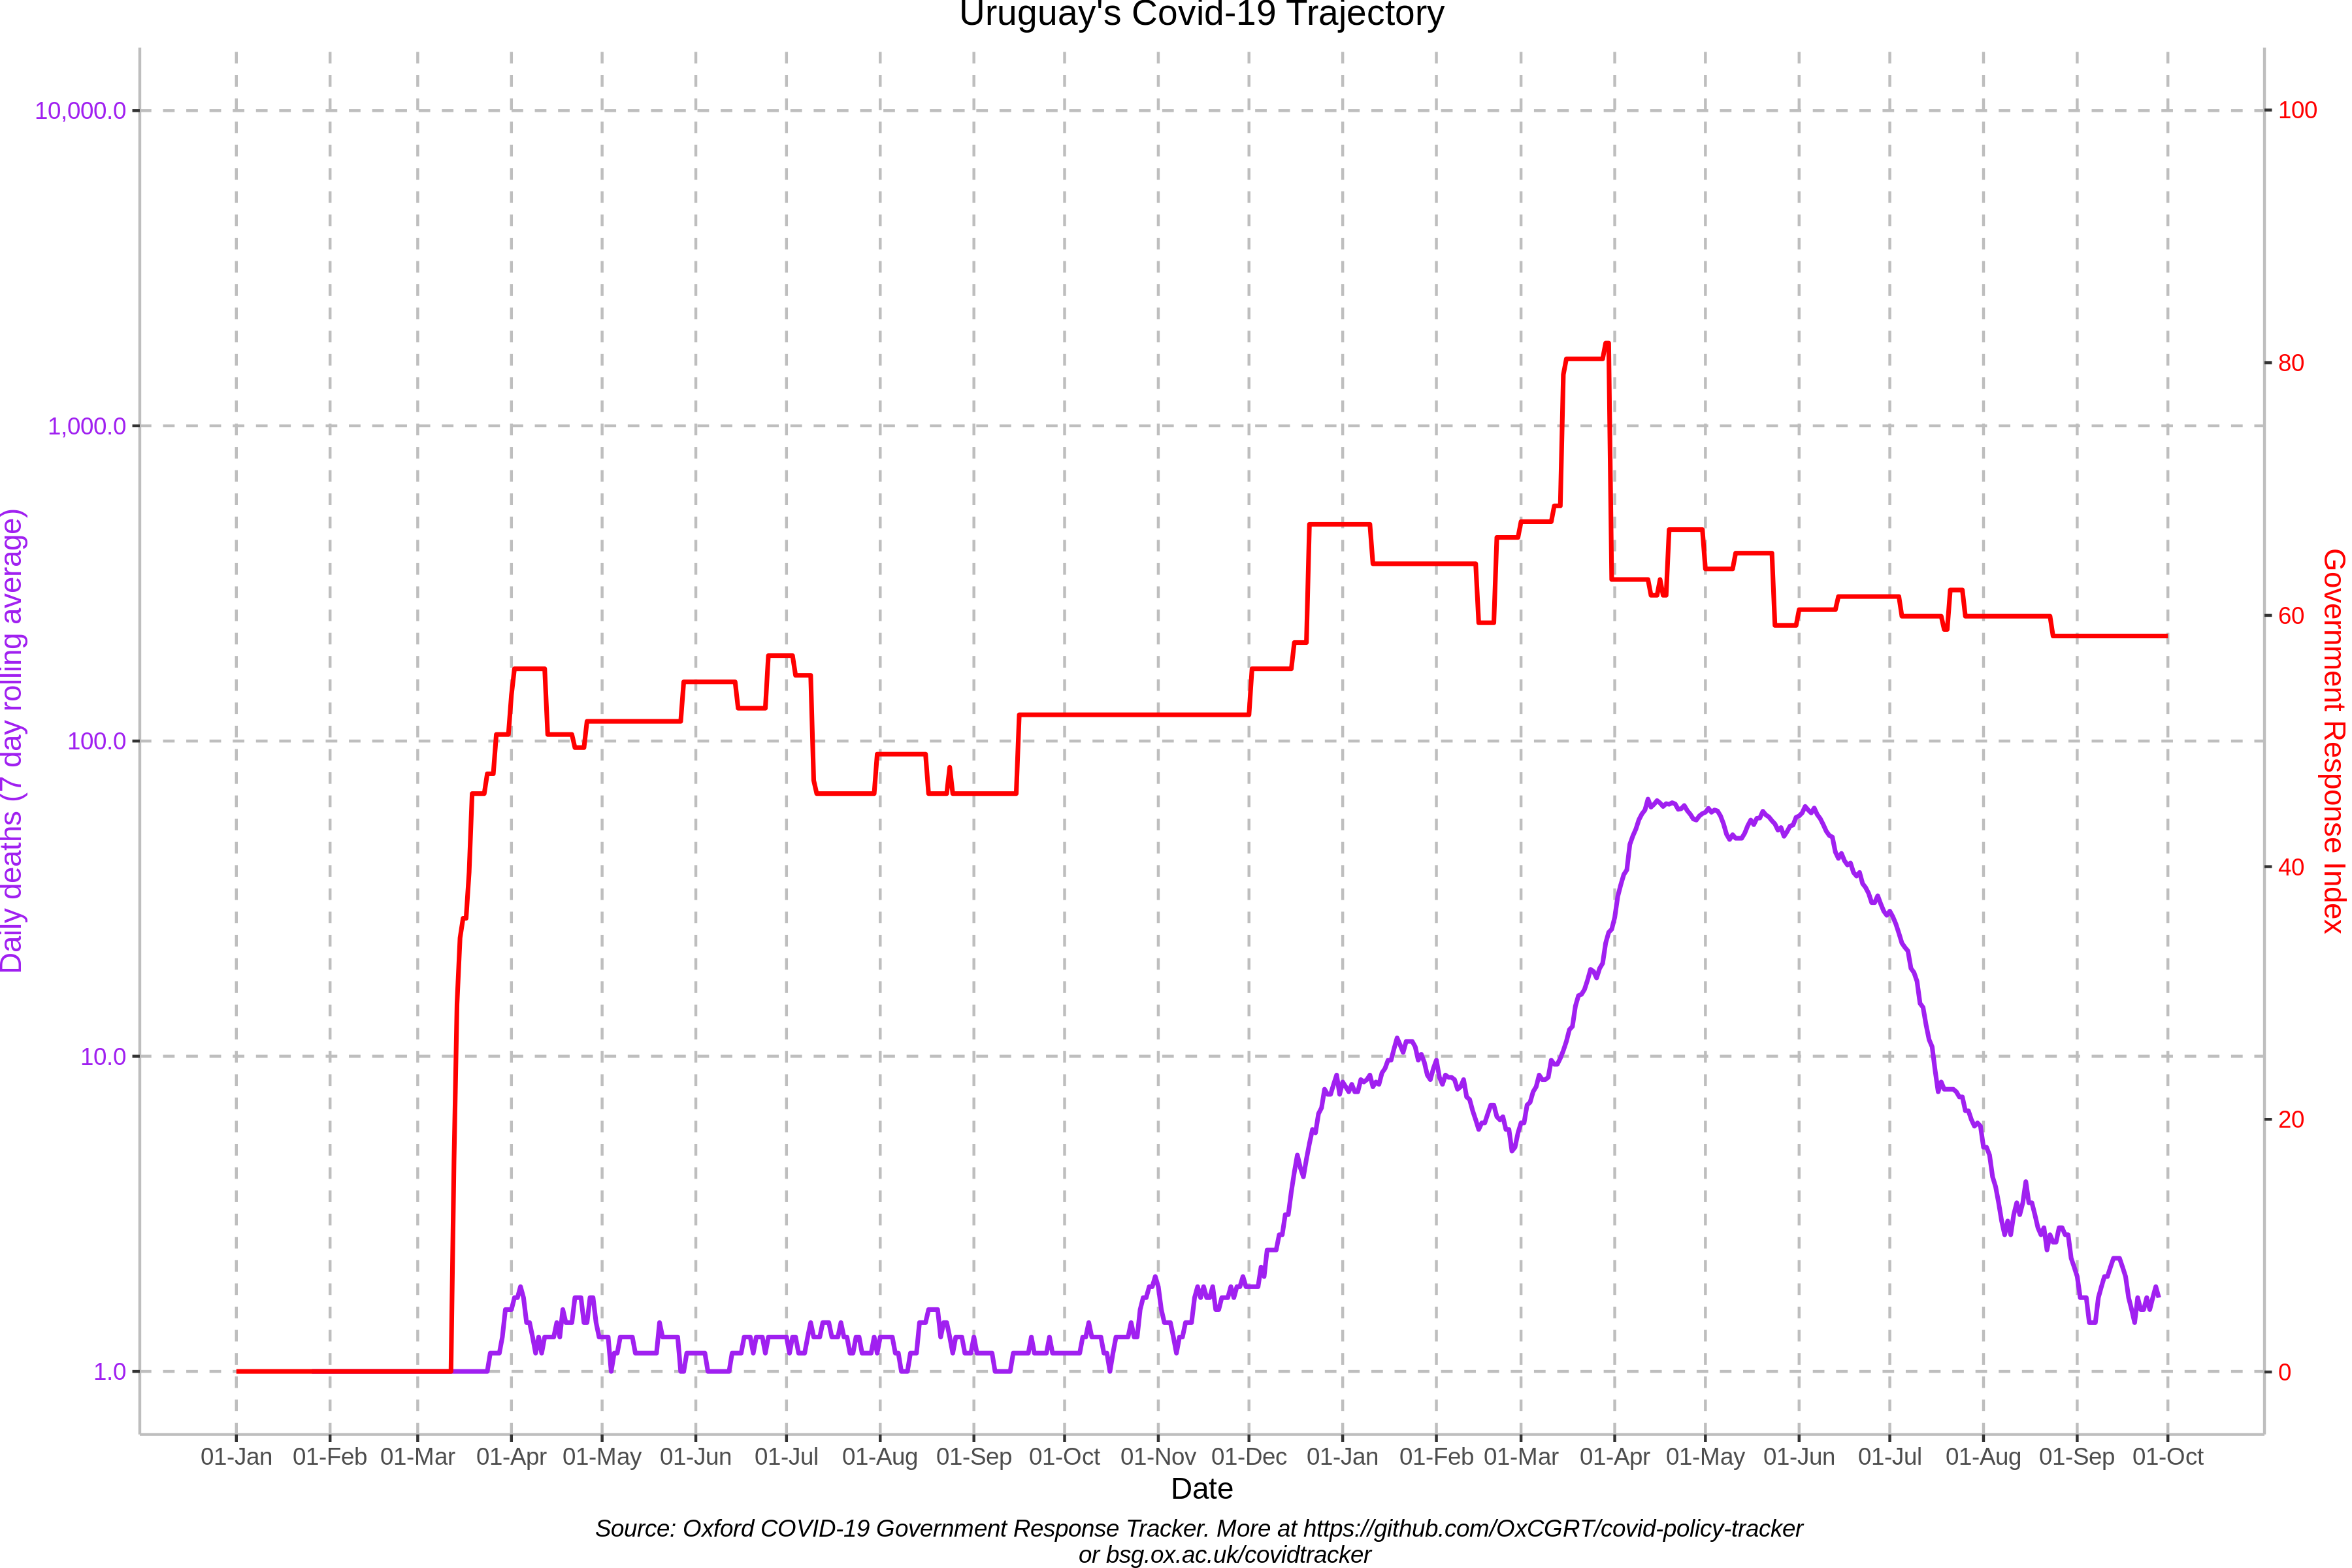 Uruguay's Covid-19 Trajectory
10,000.0
1,000.0
100.0
10.0
1.0
Daily deaths (7 day rolling average)
100
80
60
40
20
0
Government Response Index
01-Jan 01-Feb 01-Mar 01-Apr 01-May 01-Jun 01-Jul 01-Aug 01-Sep 01-Oct 01-Nov 01-Dec 01-Jan 01-Feb 01-Mar 01-Apr 01-May 01-Jun 01-Jul 01-Aug 01-Sep 01-Oct
Date
Source: Oxford COVID-19 Government Response Tracker. More at https://github.com/OxCGRT/covid-policy-tracker
or bsg.ox.ac.uk/covidtracker